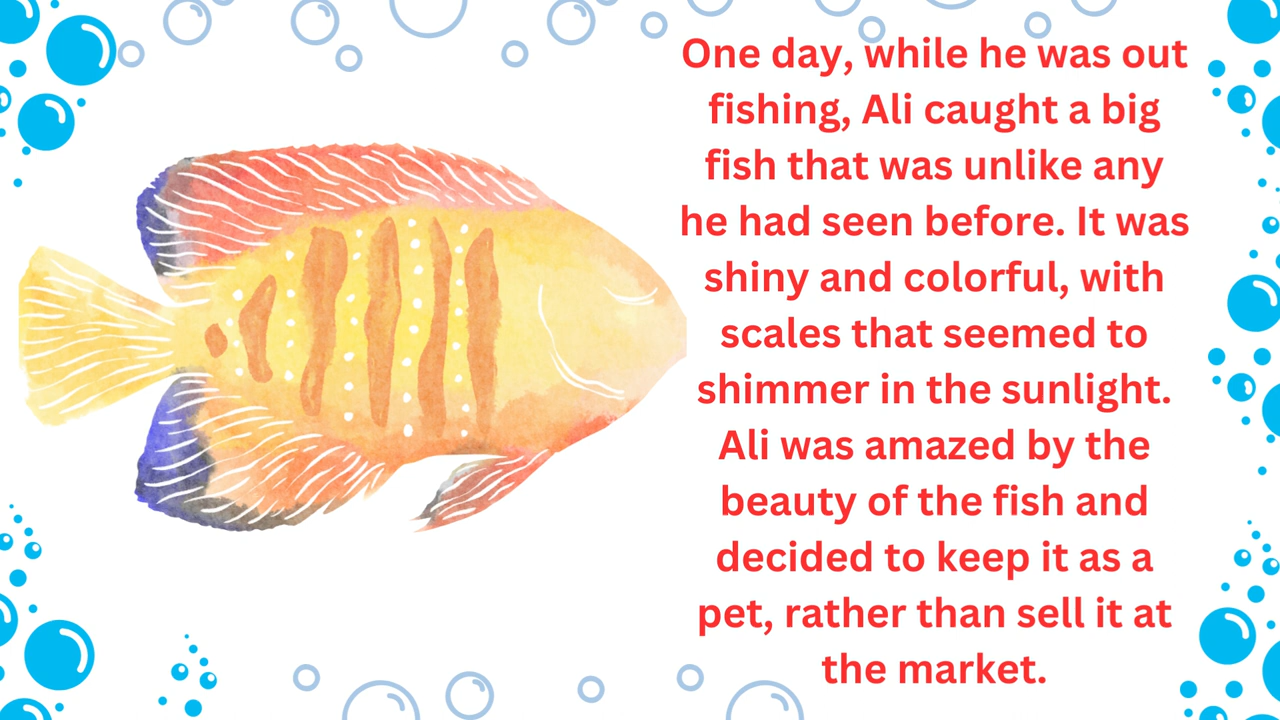 One day, while he was out
fishing, Ali caught a big
fish that was unlike any
he had seen before. It was
shiny and colorful, with
scales that seemed to
shimmer in the sunlight.
Ali was amazed by the
beauty of the fish and
decided to keep it as a
pet, rather than sell it at
the market.